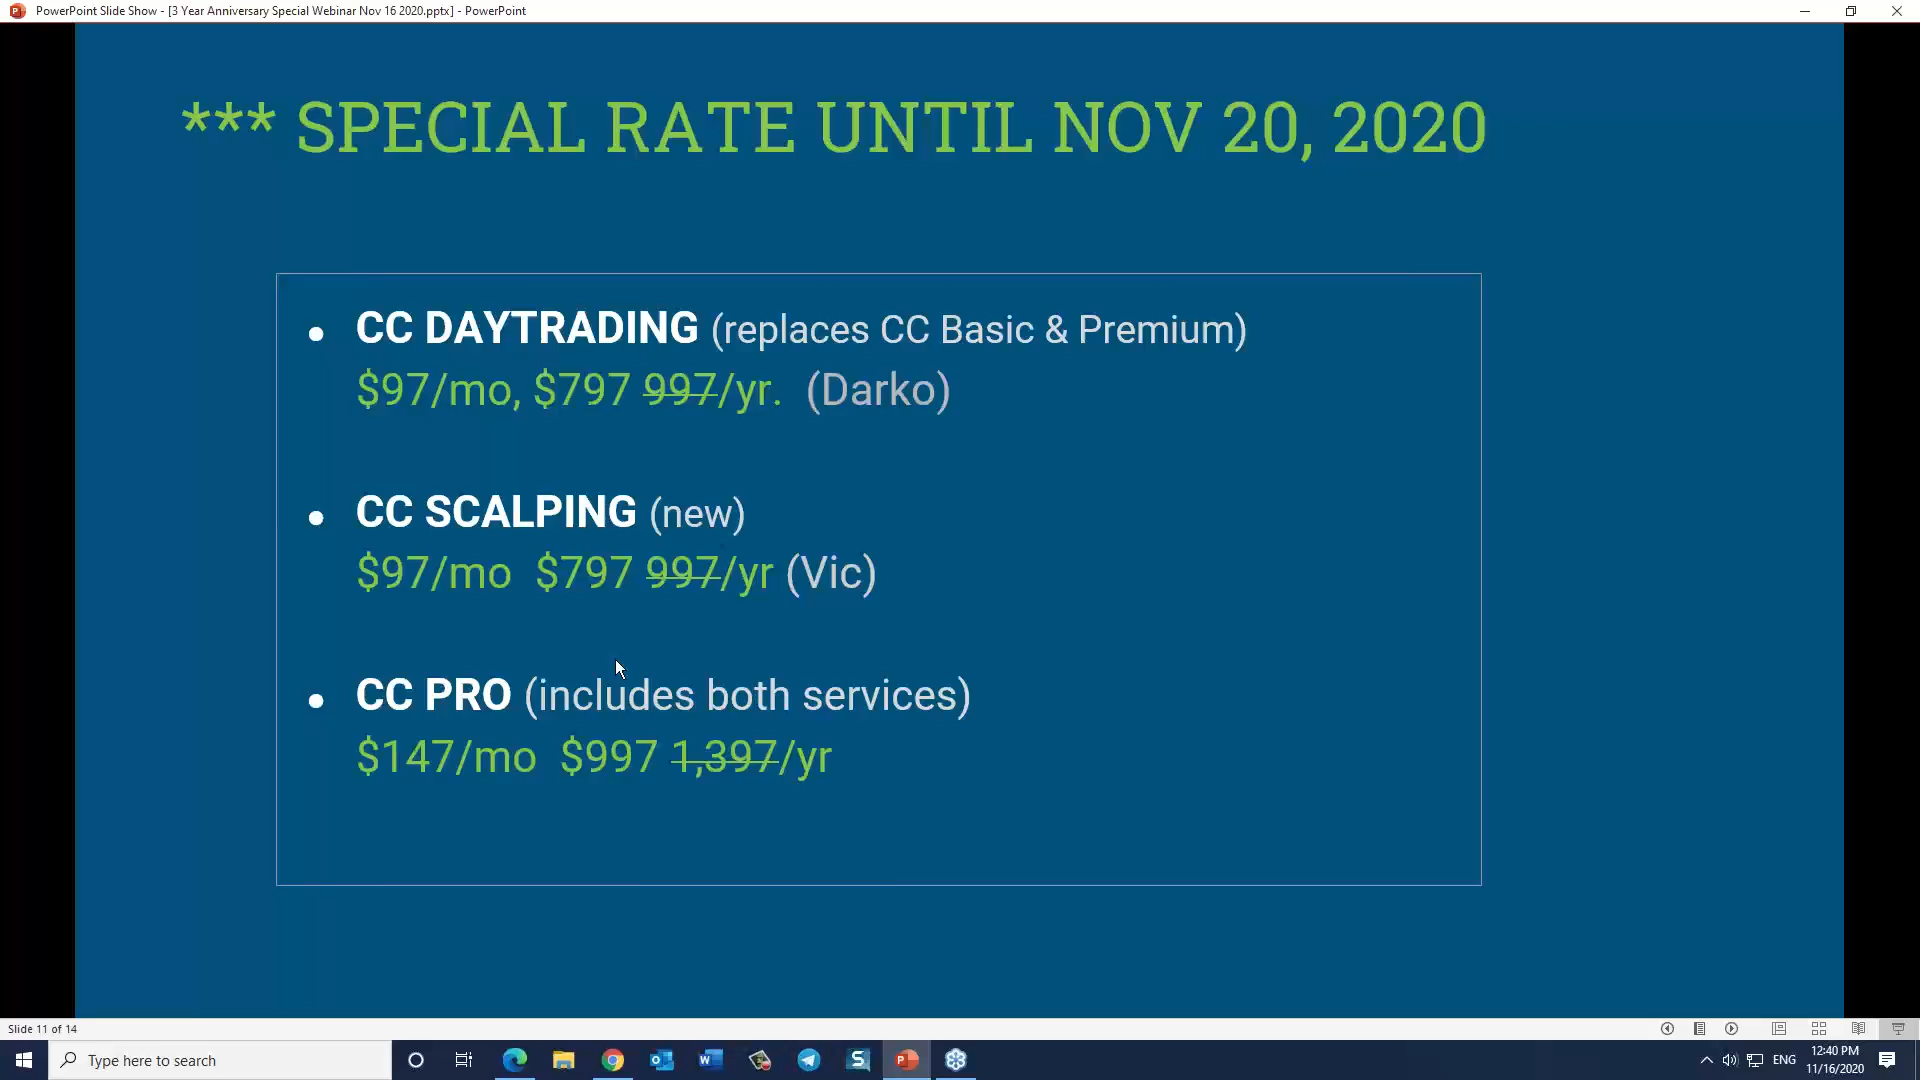 PowerPoint Slide Show - [3 Year Anniversary Special Webinar Nov 16 2020.pptx] - PowerPoint
*** SPECIAL RATE UNTIL NOV 20, 2020
• CC DAYTRADING (replaces CC Basic & Premium)
$97/mo, $797 997/yr. (Darko)
• CC SCALPING (new)
$97/mo $797 997/yr (Vic)
• CC PRO (includes both services)
$147/mo $997 1,397/yr
Slide 11 of 14
Type here to search
ENG
12:40 PM
11/16/2020